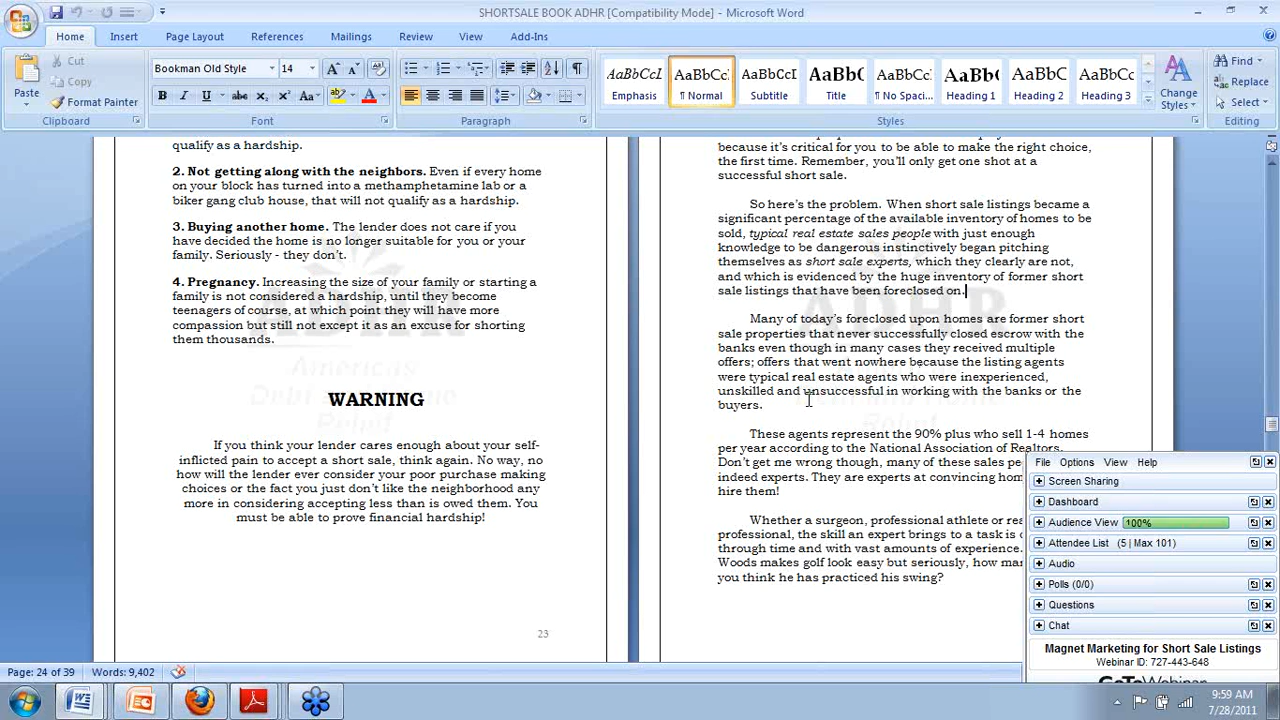 SHORTSALE BOOK ADHR [Compatibility Mode] - Microsoft Word
Home Insert Page Layout References Mailings Review View Add-Ins
Paste
Cut
Copy
Format Painter
Clipboard
Bookman Old Style 14
Font
Paragraph
AaBbCcI AaBbCc AaBbCcI AaBb( AaBbCc AaBbC AaBbCc AaBbCc
Emphasis ¶ Normal Subtitle Title ¶ No Spaci... Heading 1 Heading 2 Heading 3
Change Styles
Styles
Find
Replace
Select
Editing
qualify as a hardship.
2. Not getting along with the neighbors. Even if every home
on your block has turned into a methamphetamine lab or a
biker gang club house, that will not qualify as a hardship.
3. Buying another home. The lender does not care if you
have decided the home is no longer suitable for you or your
family. Seriously - they don't.
4. Pregnancy. Increasing the size of your family or starting a
family is not considered a hardship, until they become
teenagers of course, at which point they will have more
compassion but still not except it as an excuse for shorting
them thousands.
WARNING
If you think your lender cares enough about your self-
inflicted pain to accept a short sale, think again. No way, no
how will the lender ever consider your poor purchase making
choices or the fact you just don't like the neighborhood any
more in considering accepting less than is owed them. You
must be able to prove financial hardship!
23
ADHR
Americas
Debt and Home
Relief
because it's critical for you to be able to make the right choice,
the first time. Remember, you'll only get one shot at a
successful short sale.
So here's the problem. When short sale listings became a
significant percentage of the available inventory of homes to be
sold, typical real estate sales people with just enough
knowledge to be dangerous instinctively began pitching
themselves as short sale experts, which they clearly are not,
and which is evidenced by the huge inventory of former short
sale listings that have been foreclosed on.
Many of today's foreclosed upon homes are former short
sale properties that never successfully closed escrow with the
banks even though in many cases they received multiple
offers; offers that went nowhere because the listing agents
were typical real estate agents who were inexperienced,
unskilled and unsuccessful in working with the banks or the
buyers.
These agents represent the 90% plus who sell 1-4 homes
per year according to the National Association of Realtors.
Don't get me wrong though, many of these sales
indeed experts. They are experts at convincing
hire them!
Whether a surgeon, professional athlete or
professional, the skill an expert brings to a task is
through time and with vast amounts of experience.
Woods makes golf look easy but seriously, how
you think he has practiced his swing?
File Options View Help
Screen Sharing
Dashboard
Audience View 100%
Attendee List (5 | Max 101)
Audio
Polls (0/0)
Questions
Chat
Magnet Marketing for Short Sale Listings
Webinar ID: 727-443-648
GoToWebinar
Page: 24 of 39 Words: 9,402
9:59 AM
7/28/2011